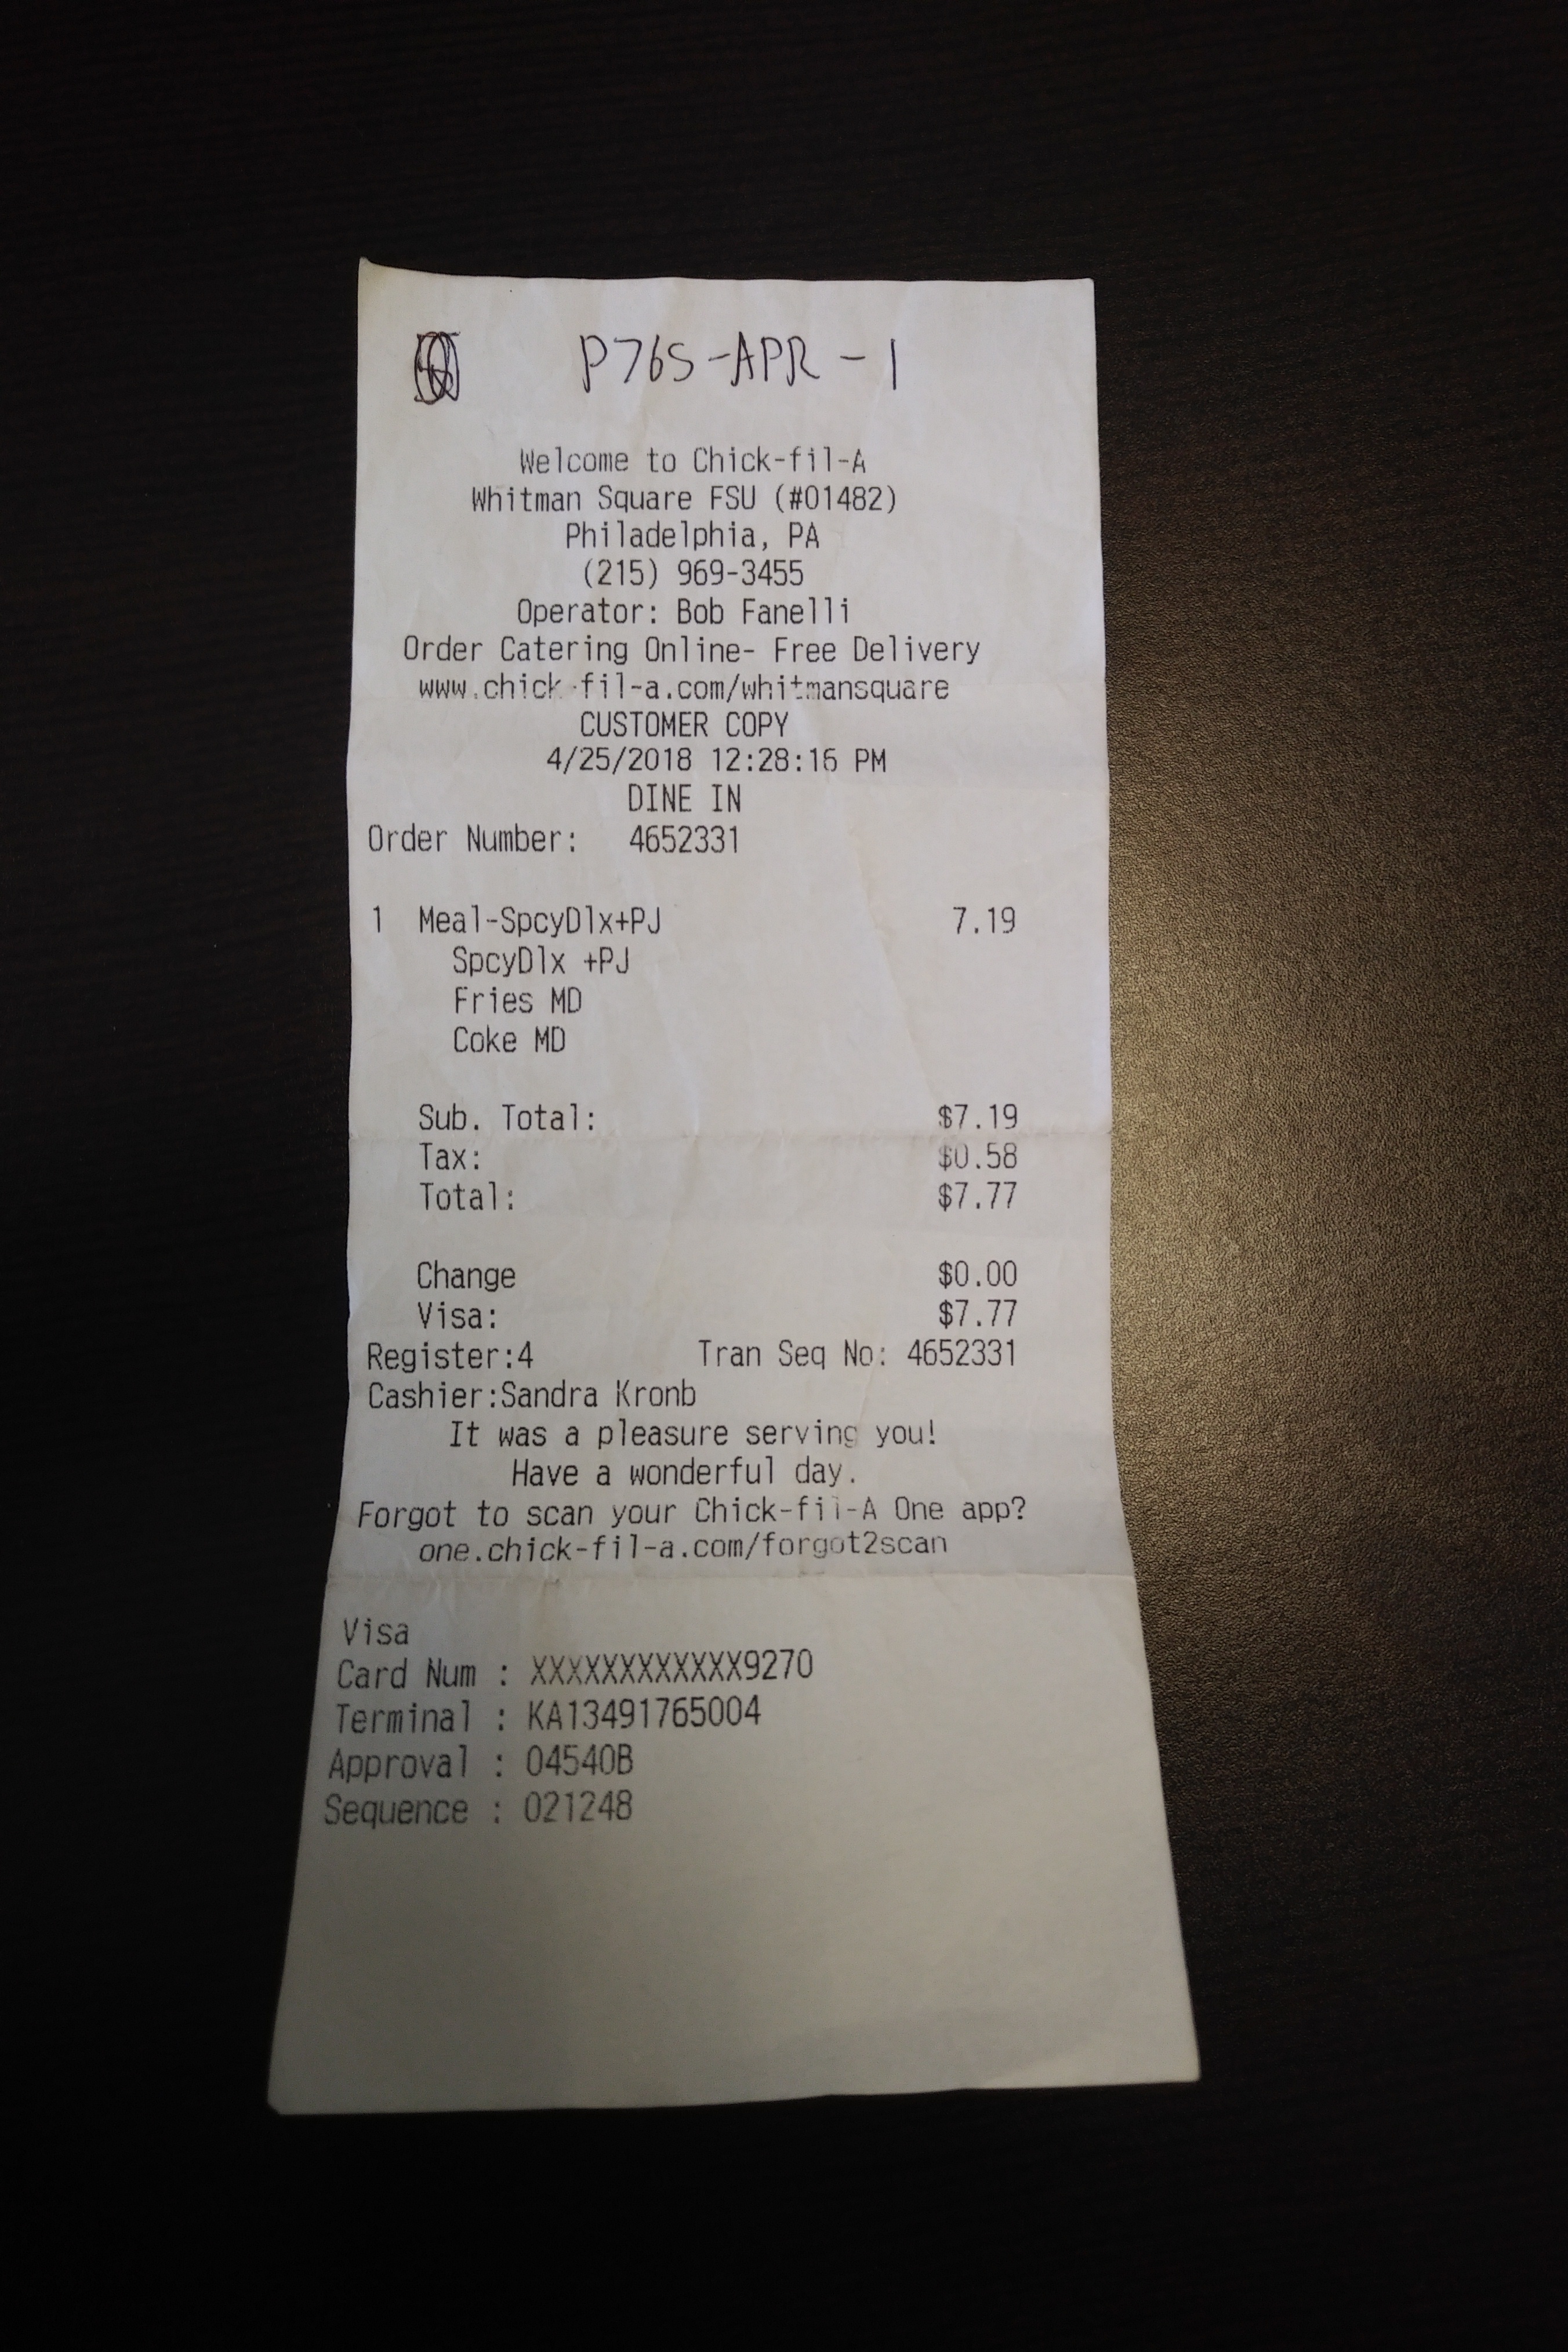 P765-APR-1
Welcome to Chick-fil-A
Whitman Square FSU (#01482)
Philadelphia, PA
(215) 969-3455
Operator: Bob Fanelli
Order Catering Online- Free Delivery
www.chick-fil-a.com/whitmansquare
CUSTOMER COPY
4/25/2018 12:28:16 PM
DINE IN
Order Number: 4652331
1 Meal-SpcyDlx+PJ 7.19
SpcyDlx +PJ
Fries MD
Coke MD
Sub. Total: $7.19
Tax: $0.58
Total: $7.77
Change $0.00
Visa: $7.77
Register:4 Tran Seq No: 4652331
Cashier:Sandra Kronb
It was a pleasure serving you!
Have a wonderful day.
Forgot to scan your Chick-fil-A One app?
one.chick-fil-a.com/forgot2scan
Visa
Card Num : XXXXXXXXXXXX9270
Terminal : KA13491765004
Approval : 04540B
Sequence : 021248